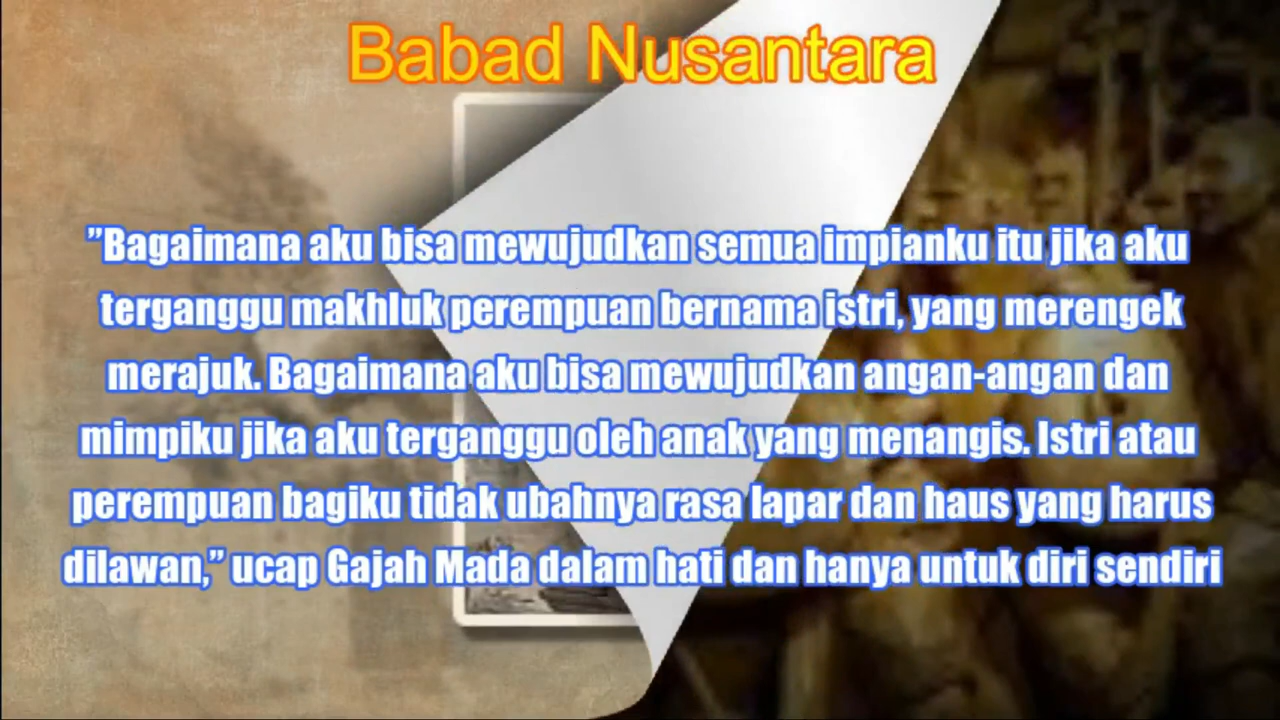 Babad Nusantara
”Bagaimana aku bisa mewujudkan semua impianku itu jika aku
terganggu makhluk perempuan bernama istri, yang merengek
merajuk. Bagaimana aku bisa mewujudkan angan-angan dan
mimpiku jika aku terganggu oleh anak yang menangis. Istri atau
perempuan bagiku tidak ubahnya rasa lapar dan haus yang harus
dilawan,” ucap Gajah Mada dalam hati dan hanya untuk diri sendiri